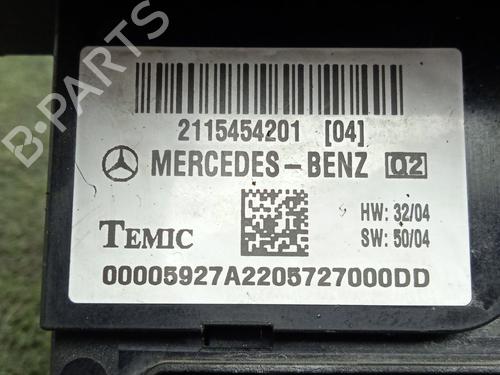 2115454201 [04]
MERCEDES-BENZ Q2
HW: 32/04
TEMIC
SW: 50/04
00005927A2205727000DD
B-PARTS